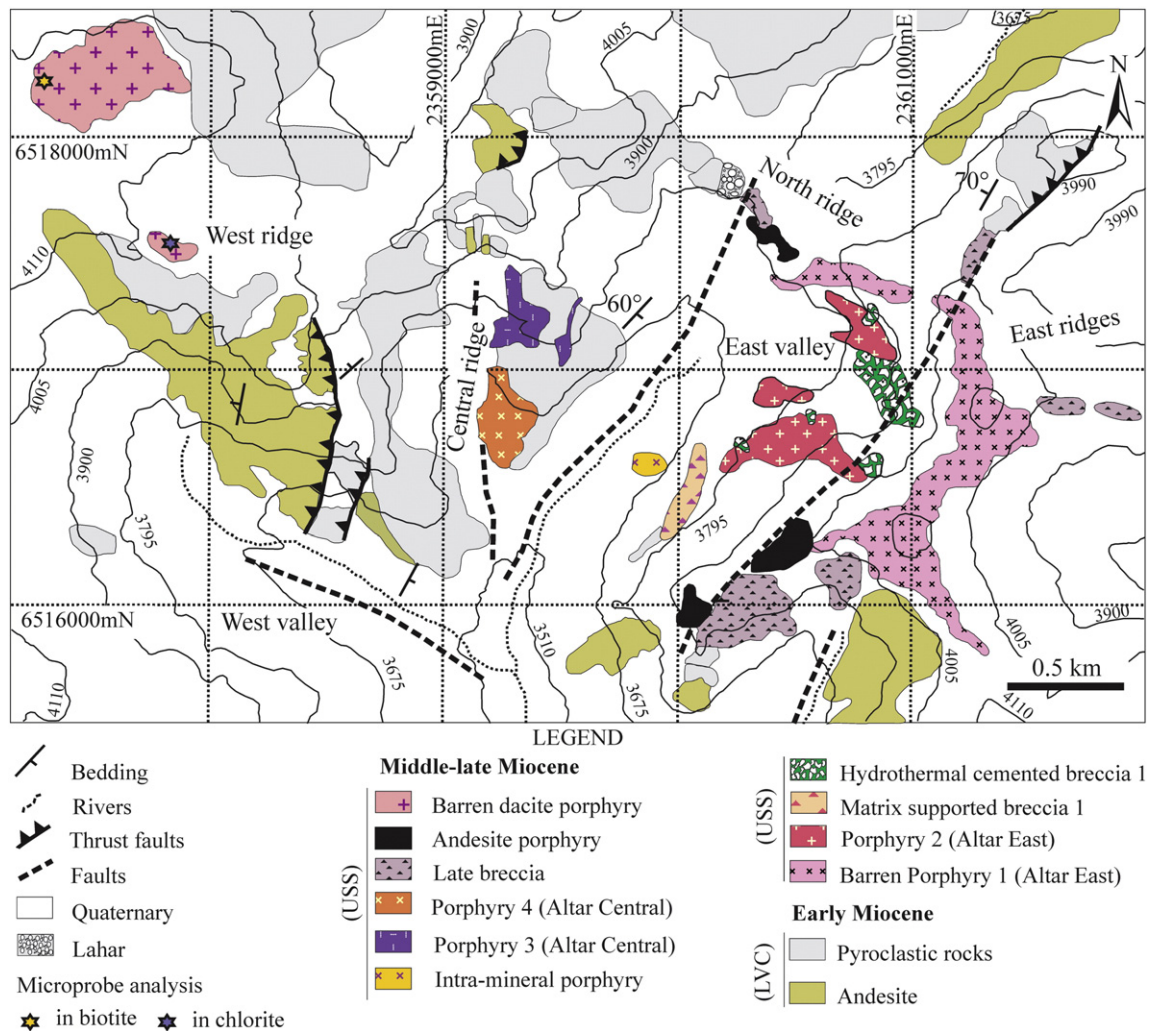 3675
3900
4005
2359000mE
2361000mE
N
6518000mN
3900
3795
North ridge
70°
3990
3990
4110
West ridge
60°
East valley
East ridges
4005
Central ridge
3900
3795
3795
6516000mN
West valley
3510
3900
4005
4005
0.5 km
4110
3675
3675
4110
LEGEND
Bedding
Rivers
Thrust faults
Faults
Quaternary
Lahar
Microprobe analysis
in biotite
in chlorite
Middle-late Miocene
(USS)
Barren dacite porphyry
Andesite porphyry
Late breccia
Porphyry 4 (Altar Central)
Porphyry 3 (Altar Central)
Intra-mineral porphyry
(USS)
Hydrothermal cemented breccia 1
Matrix supported breccia 1
Porphyry 2 (Altar East)
Barren Porphyry 1 (Altar East)
Early Miocene
(LVC)
Pyroclastic rocks
Andesite